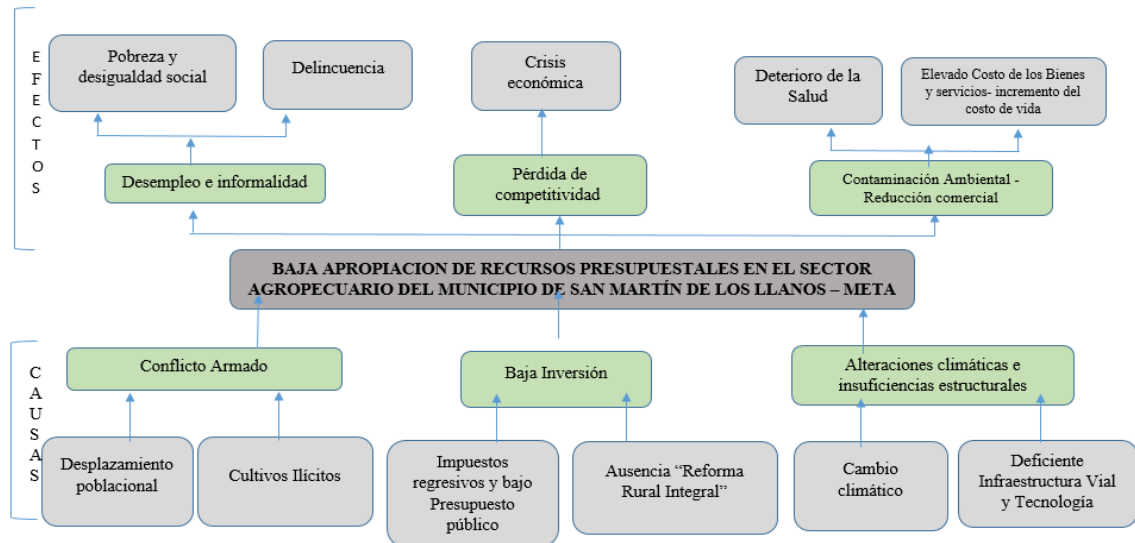 E
F
E
C
T
O
S
Pobreza y
desigualdad social
Delincuencia
Crisis
económica
Deterioro de la
Salud
Elevado Costo de los Bienes
y servicios- incremento del
costo de vida
Desempleo e informalidad
Pérdida de
competitividad
Contaminación Ambiental -
Reducción comercial
BAJA APROPIACION DE RECURSOS PRESUPUESTALES EN EL SECTOR
AGROPECUARIO DEL MUNICIPIO DE SAN MARTÍN DE LOS LLANOS – META
C
A
U
S
A
S
Conflicto Armado
Baja Inversión
Alteraciones climáticas e
insuficiencias estructurales
Desplazamiento
poblacional
Cultivos Ilícitos
Impuestos
regresivos y bajo
Presupuesto
público
Ausencia “Reforma
Rural Integral”
Cambio
climático
Deficiente
Infraestructura Vial
y Tecnología